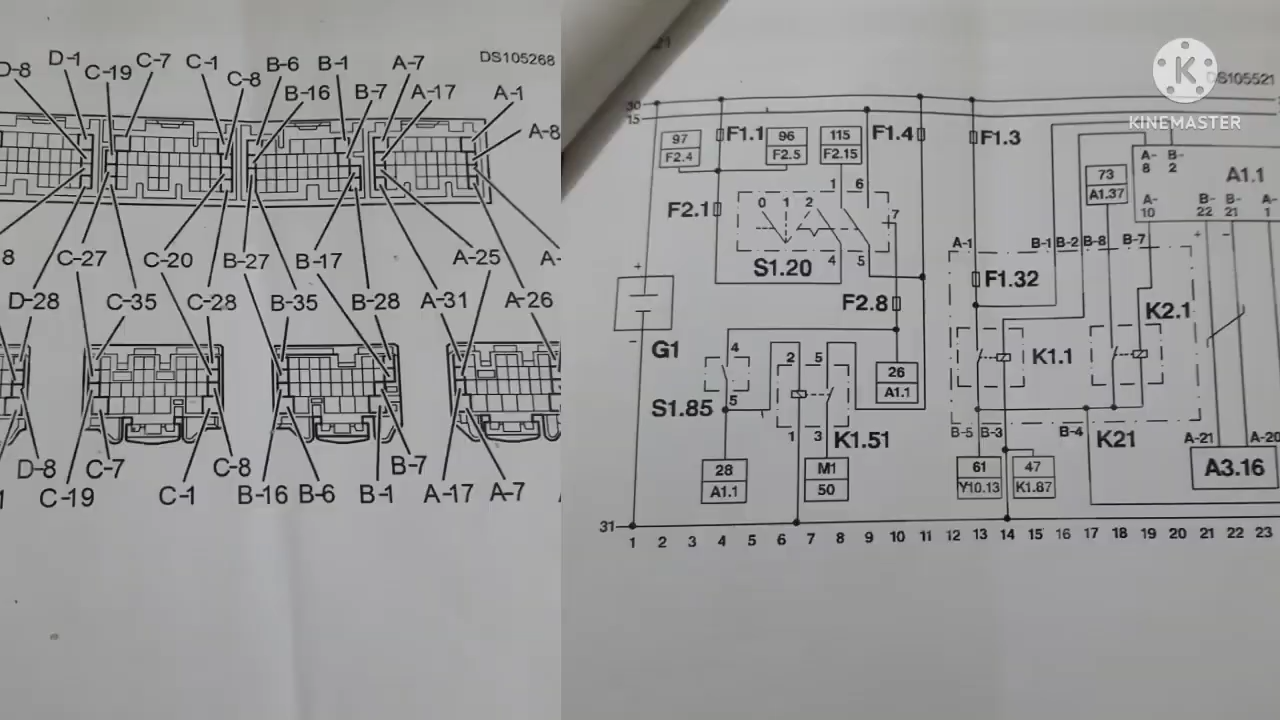 DS105268
D-8
D-1
C-19
C-7
C-1
C-8
B-6
B-16
B-1
B-7
A-7
A-17
A-1
A-8
8
C-27
C-20
B-27
B-17
A-25
A-
D-28
C-35
C-28
B-35
B-28
A-31
A-26
D-8
C-19
C-7
C-1
C-8
B-16
B-6
B-1
B-7
A-17
A-7
DS105521
KINEMASTER
30
15
97
F2.4
F1.1
96
F2.5
115
F2.15
F1.4
F1.3
73
A1.37
A-8
B-2
A1.1
A-10
B-22
B-21
A-1
F2.1
0 1 2
1 6
7
4 5
S1.20
A-1
B-1
B-2
B-8
B-7
+
−
F1.32
K2.1
F2.8
+
−
G1
4
5
S1.85
2 5
1 3
K1.51
26
A1.1
K1.1
28
A1.1
M1
50
B-5
B-3
B-4
K21
61
Y10.13
47
K1.87
A-21
A-20
A3.16
31
1 2 3 4 5 6 7 8 9 10 11 12 13 14 15 16 17 18 19 20 21 22 23